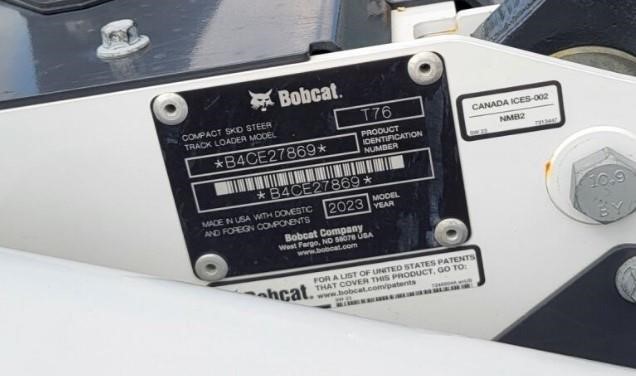 Bobcat.
COMPACT SKID STEER
TRACK LOADER MODEL
T76
*B4CE27869*
PRODUCT
IDENTIFICATION
NUMBER
*B4CE27869*
MADE IN USA WITH DOMESTIC
AND FOREIGN COMPONENTS
2023
MODEL
YEAR
Bobcat Company
West Fargo, ND 58078 USA
www.bobcat.com
CANADA ICES-002
NMB2
Bobcat.
FOR A LIST OF UNITED STATES PATENTS
THAT COVER THIS PRODUCT, GO TO:
www.bobcat.com/patents
10.9
BY